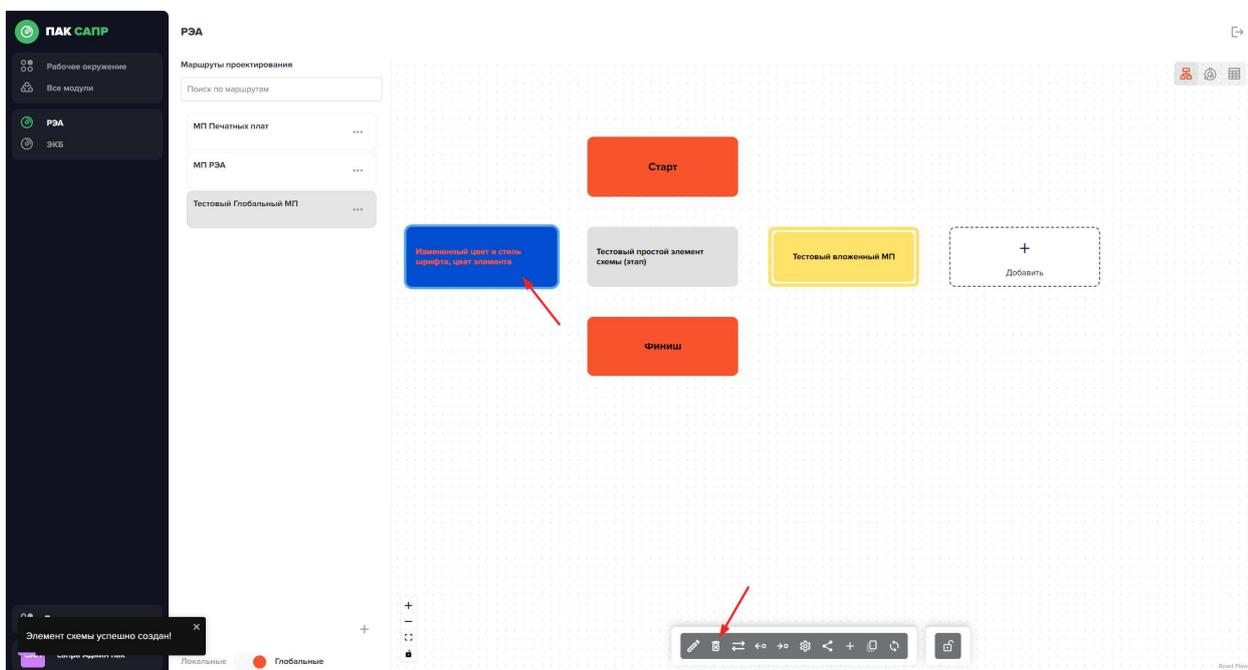 ПАК САПР
Рабочее окружение
Все модули
РЭА
ЭКБ
РЭА
Маршруты проектирования
Поиск по маршрутам
МП Печатных плат
МП РЭА
Тестовый Глобальный МП
Старт
Измененный цвет и стиль
шрифта, цвет элемента
Тестовый простой элемент
схемы (этап)
Тестовый вложенный МП
Добавить
Финиш
Элемент схемы успешно создан!
Локальные
Глобальные
React Flow